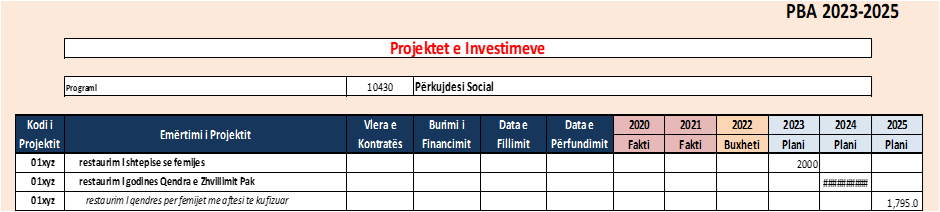 PBA 2023-2025
Projektet e Investimeve
Programi 10430 Përkujdesi Social
Kodi i Projektit Emërtimi i Projektit Vlera e Kontratës Burimi i Financimit Data e Fillimit Data e Përfundimit 2020 Fakti 2021 Fakti 2022 Buxheti 2023 Plani 2024 Plani 2025 Plani
01xyz restaurim I shtepise se femijes 2000
01xyz restaurim I godines Qendra e Zhvillimit Pak ########
01xyz restaurim I qendres per femijet me aftesi te kufizuar 1,795.0